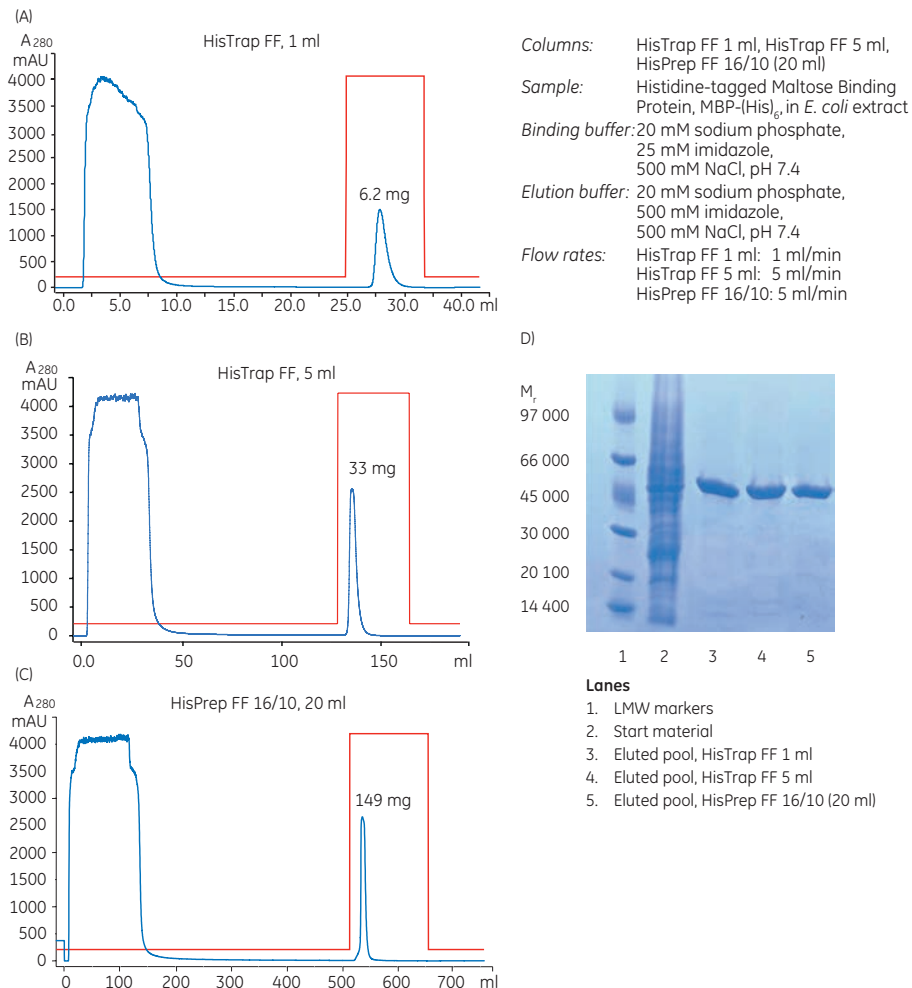 (A)
HisTrap FF, 1 ml
A280
mAU
4000
3500
3000
2500
2000
1500
1000
500
0
6.2 mg
0.0 5.0 10.0 15.0 20.0 25.0 30.0 35.0 40.0 ml
Columns: HisTrap FF 1 ml, HisTrap FF 5 ml,
HisPrep FF 16/10 (20 ml)
Sample: Histidine-tagged Maltose Binding
Protein, MBP-(His)6, in E. coli extract
Binding buffer: 20 mM sodium phosphate,
25 mM imidazole,
500 mM NaCl, pH 7.4
Elution buffer: 20 mM sodium phosphate,
500 mM imidazole,
500 mM NaCl, pH 7.4
Flow rates: HisTrap FF 1 ml: 1 ml/min
HisTrap FF 5 ml: 5 ml/min
HisPrep FF 16/10: 5 ml/min
(B)
HisTrap FF, 5 ml
A280
mAU
4000
3500
3000
2500
2000
1500
1000
500
0
33 mg
0.0 50 100 150 ml
(C)
HisPrep FF 16/10, 20 ml
A280
mAU
4000
3500
3000
2500
2000
1500
1000
500
0
149 mg
0 100 200 300 400 500 600 700 ml
D)
Mr
97 000
66 000
45 000
30 000
20 100
14 400
1 2 3 4 5
Lanes
1. LMW markers
2. Start material
3. Eluted pool, HisTrap FF 1 ml
4. Eluted pool, HisTrap FF 5 ml
5. Eluted pool, HisPrep FF 16/10 (20 ml)